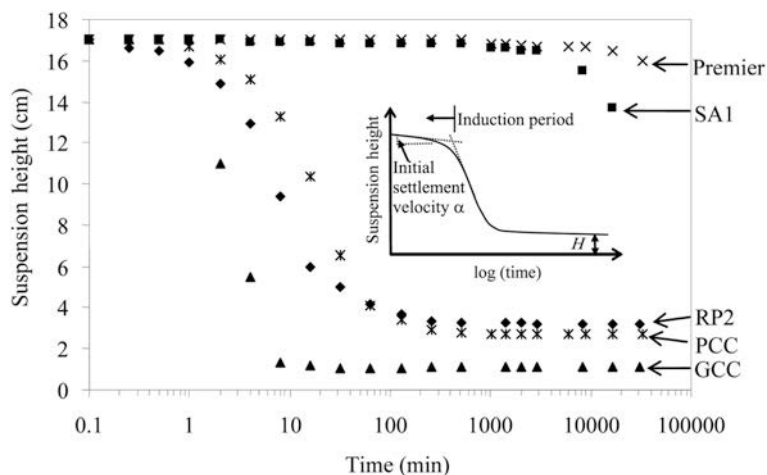 18
16
14
12
10
8
6
4
2
0
Suspension height (cm)
0.1
1
10
100
1000
10000
100000
Time (min)
Premier
SA1
RP2
PCC
GCC
Suspension height
Induction period
Initial
settlement
velocity α
H
log (time)